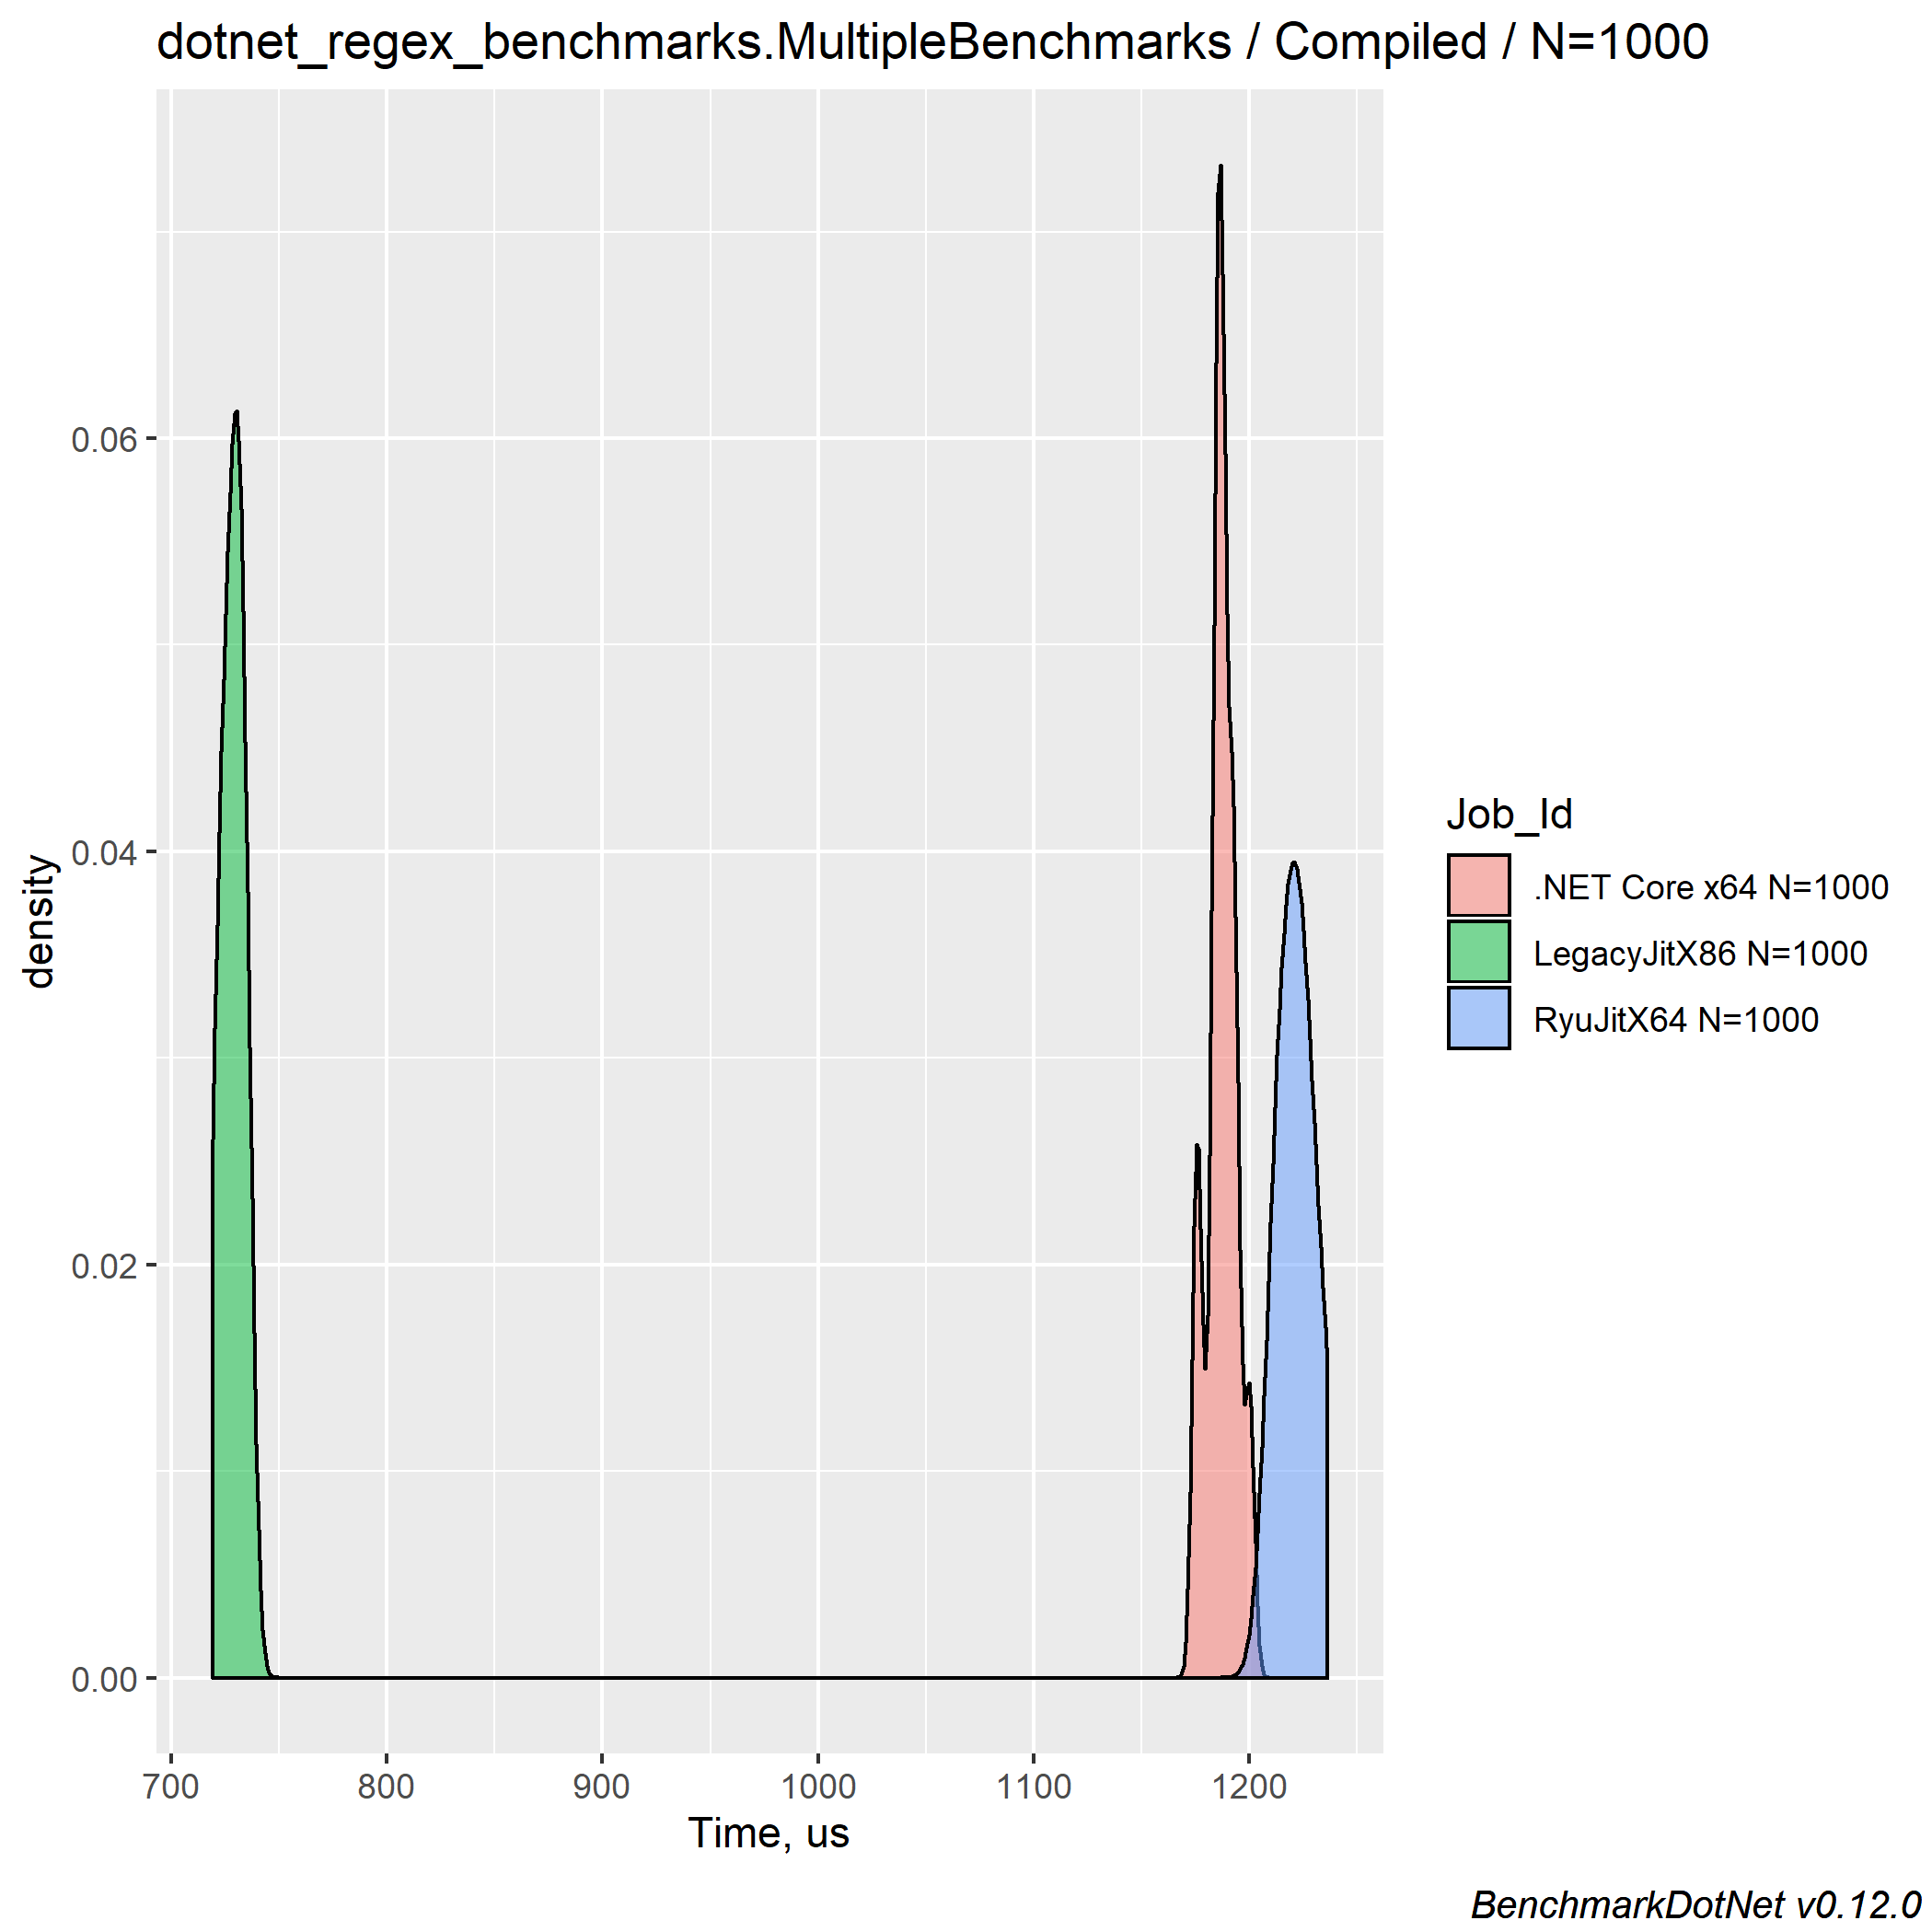 dotnet_regex_benchmarks.MultipleBenchmarks / Compiled / N=1000
density
0.06
0.04
0.02
0.00
700 800 900 1000 1100 1200
Time, us
Job_Id
.NET Core x64 N=1000
LegacyJitX86 N=1000
RyuJitX64 N=1000
BenchmarkDotNet v0.12.0